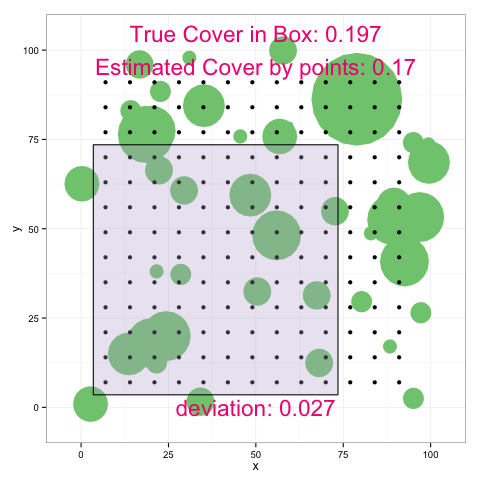 True Cover in Box: 0.197
100
Estimated Cover by points: 0.17
75
y
50
25
deviation: 0.027
0
0 25 50 75 100
x